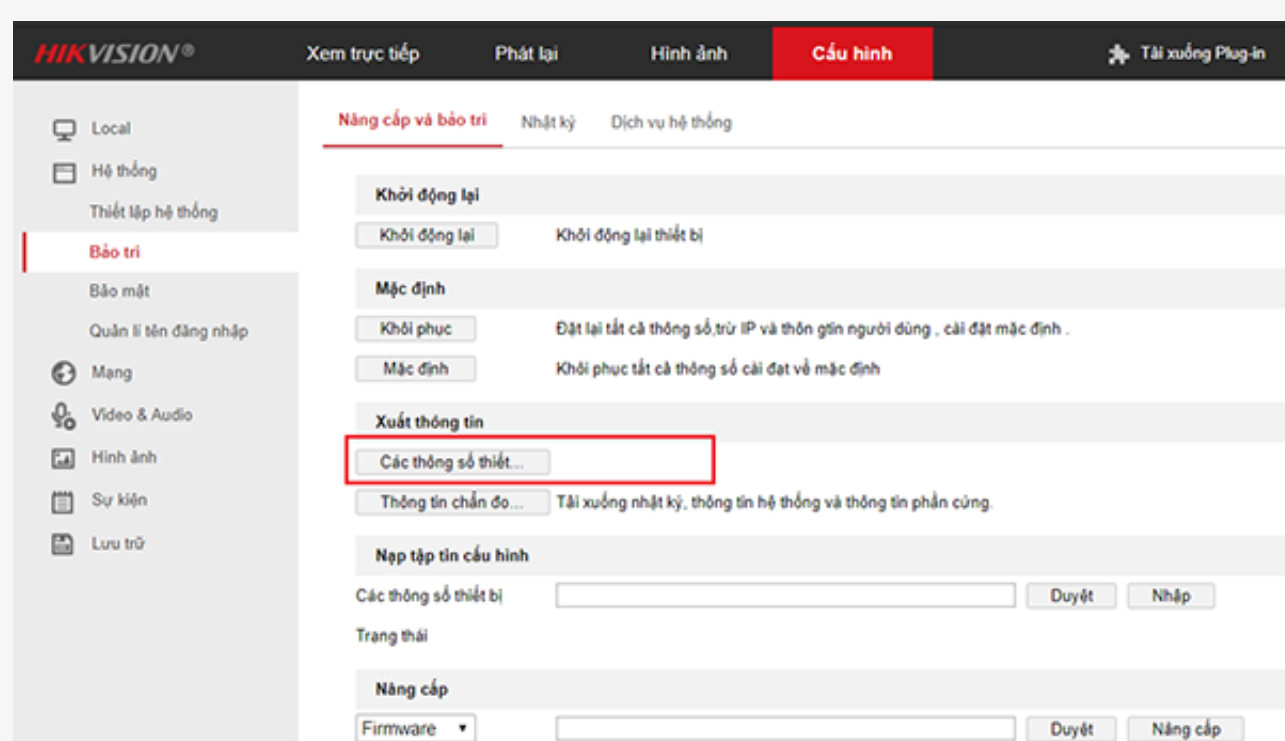 HIKVISION®
Xem trực tiếp
Phát lại
Hình ảnh
Cấu hình
Tải xuống Plug-in
Local
Hệ thống
Thiết lập hệ thống
Bảo trì
Bảo mật
Quản lí tên đăng nhập
Mạng
Video & Audio
Hình ảnh
Sự kiện
Lưu trữ
Nâng cấp và bảo trì
Nhật ký
Dịch vụ hệ thống
Khởi động lại
Khởi động lại Khởi động lại thiết bị
Mặc định
Khôi phục Đặt lại tất cả thông số,trừ IP và thôn gtin người dùng , cài đặt mặc định .
Mặc định Khôi phục tất cả thông số cài đạt về mặc định
Xuất thông tin
Các thông số thiết...
Thông tin chẩn đo... Tải xuống nhật ký, thông tin hệ thống và thông tin phần cứng.
Nạp tập tin cấu hình
Các thông số thiết bị Duyệt Nhập
Trạng thái
Nâng cấp
Firmware Duyệt Nâng cấp